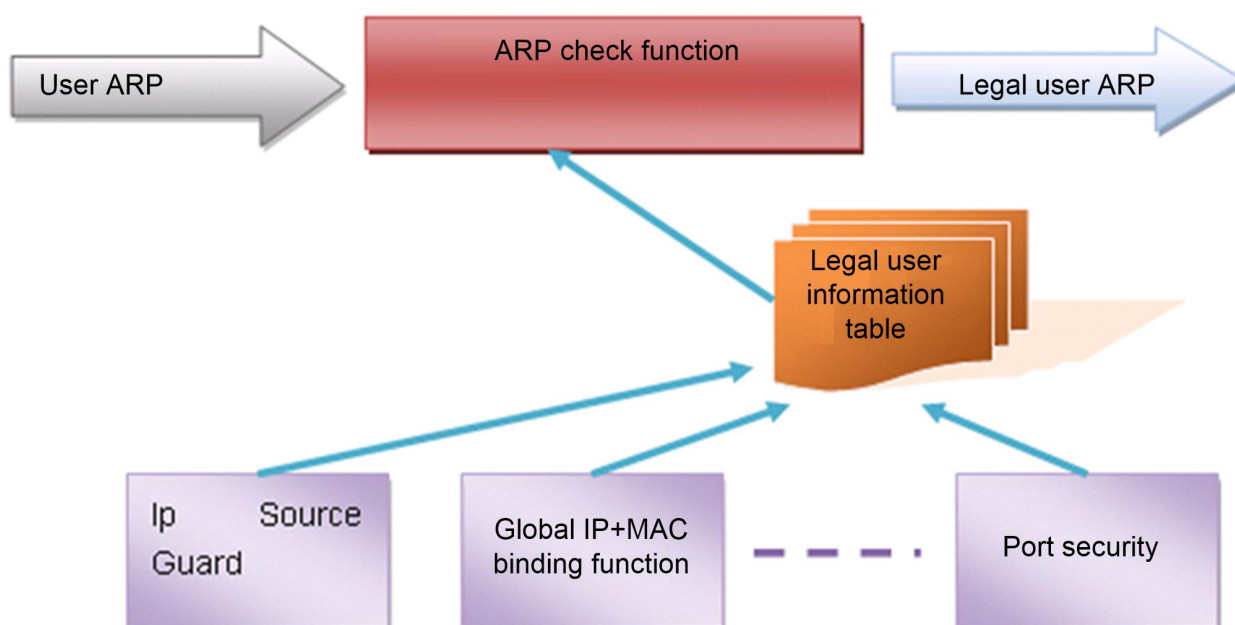 ARP check function
User ARP
Legal user ARP
Legal user
information
table
Ip Source
Guard
Global IP+MAC
binding function
Port security